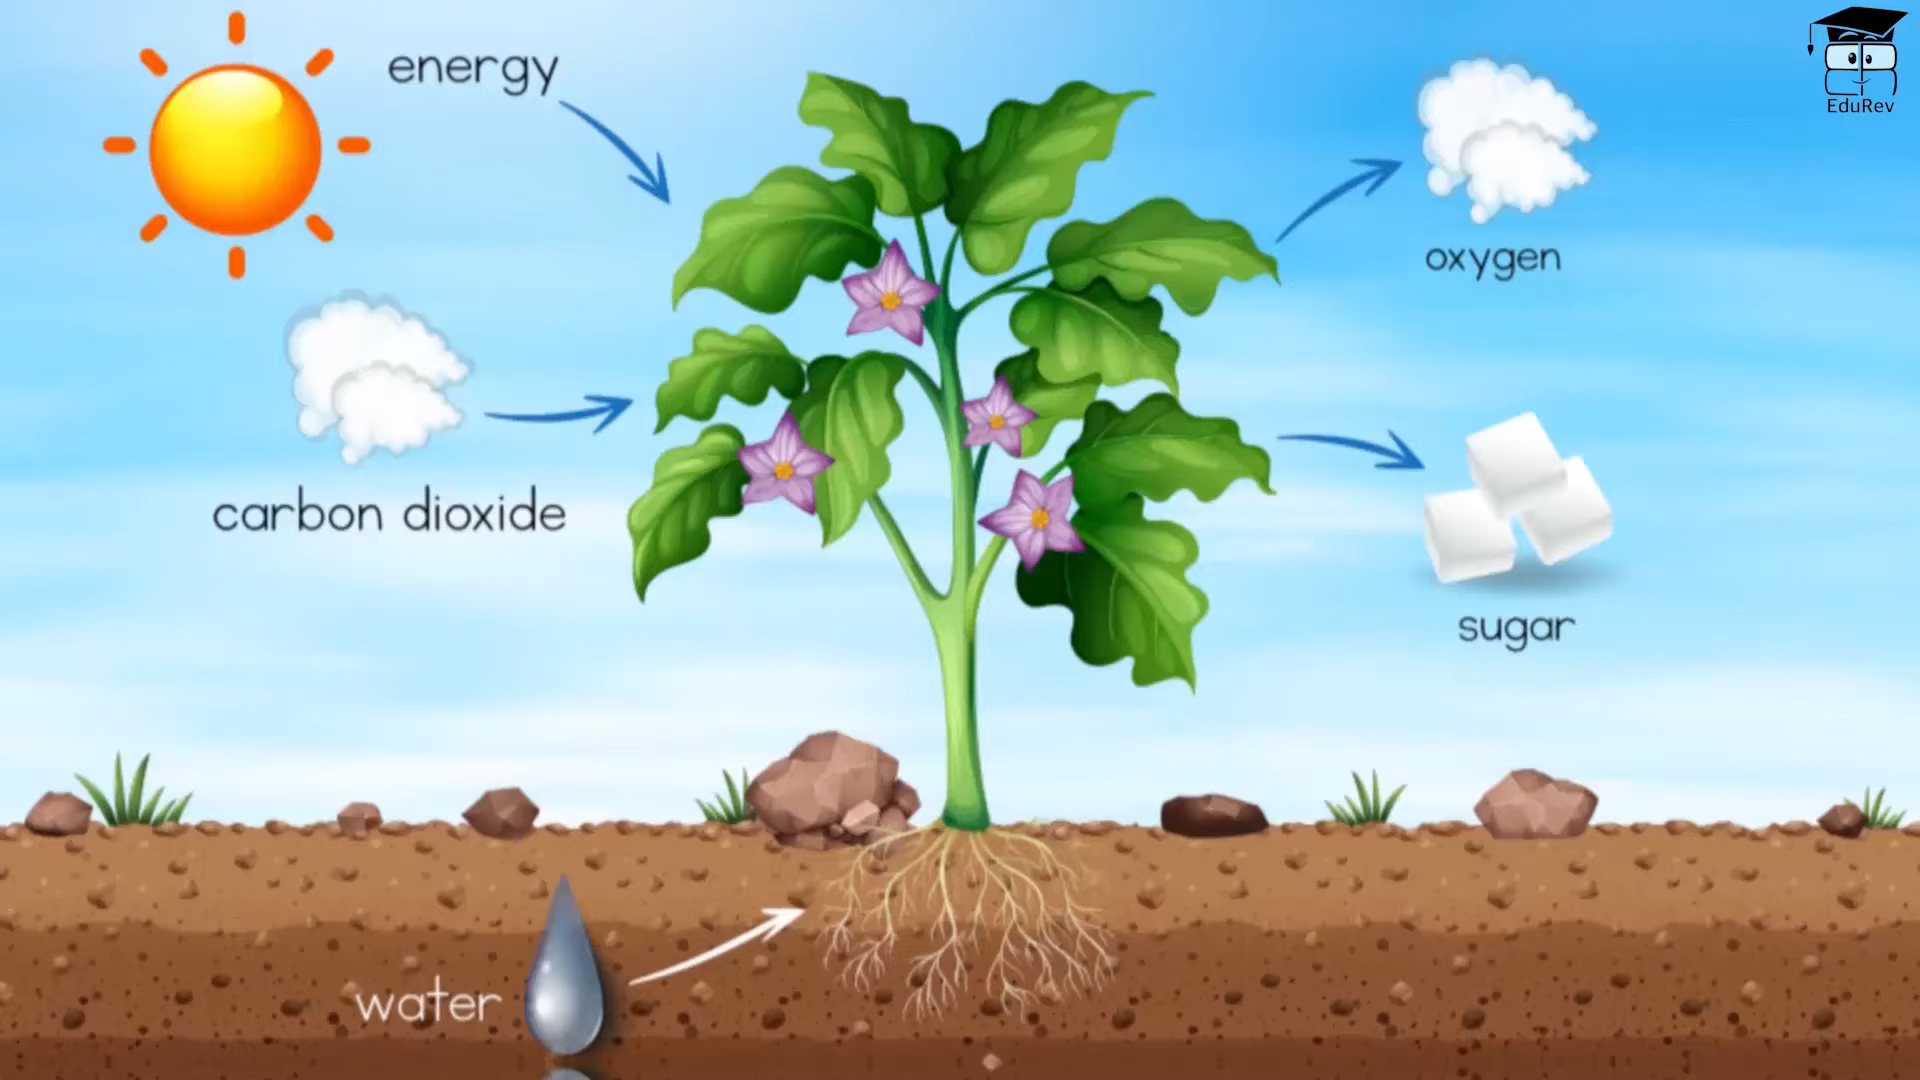 energy
EduRev
oxygen
carbon dioxide
sugar
water